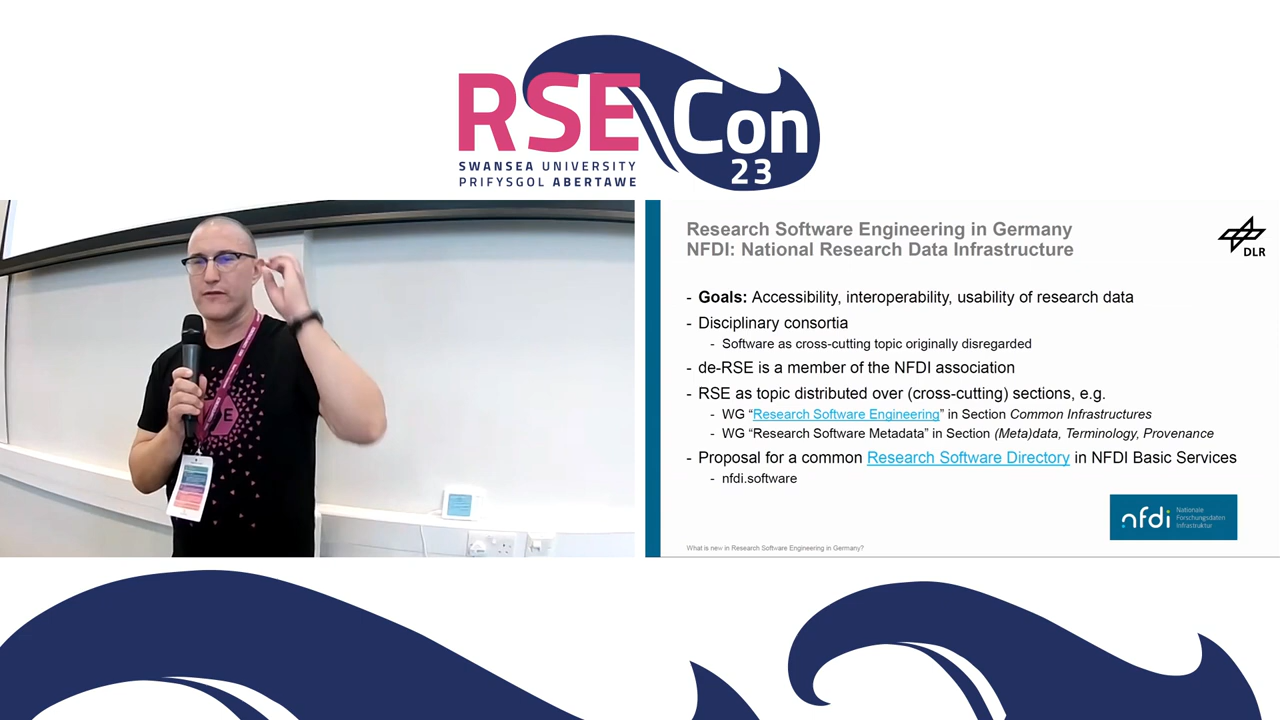 RSE Con
23
SWANSEA UNIVERSITY
PRIFYSGOL ABERTAWE
Research Software Engineering in Germany
NFDI: National Research Data Infrastructure
DLR
- Goals: Accessibility, interoperability, usability of research data
- Disciplinary consortia
- Software as cross-cutting topic originally disregarded
- de-RSE is a member of the NFDI association
- RSE as topic distributed over (cross-cutting) sections, e.g.
- WG “Research Software Engineering” in Section Common Infrastructures
- WG “Research Software Metadata” in Section (Meta)data, Terminology, Provenance
- Proposal for a common Research Software Directory in NFDI Basic Services
- nfdi.software
nfdi
Nationale
Forschungsdaten
Infrastruktur
What is new in Research Software Engineering in Germany?